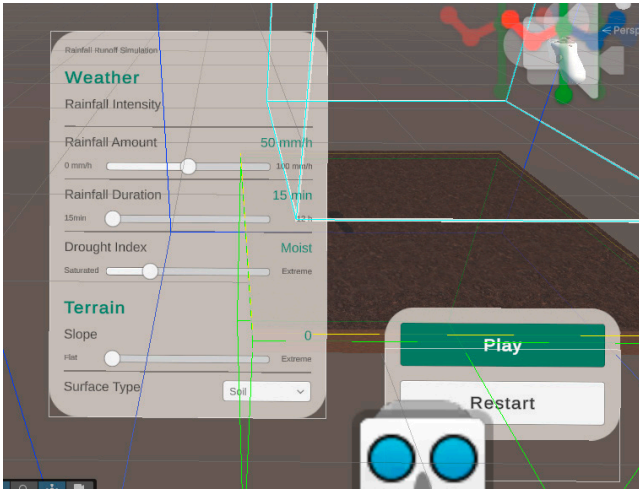 Rainfall Runoff Simulation
Weather
Rainfall Intensity
Rainfall Amount 50 mm/h
0 mm/h 100 mm/h
Rainfall Duration 15 min
15min 12 h
Drought Index Moist
Saturated Extreme
Terrain
Slope 0
Flat Extreme
Surface Type Soil
Play
Restart